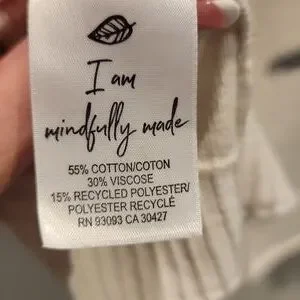 I am
mindfully made
55% COTTON/COTON
30% VISCOSE
15% RECYCLED POLYESTER/
POLYESTER RECYCLÉ
RN 93093 CA 30427